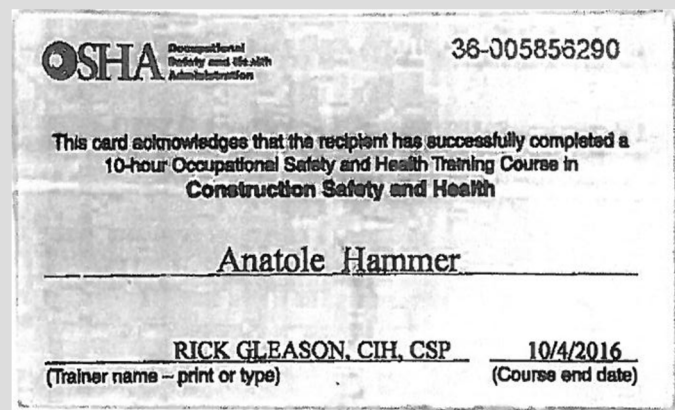 OSHA
Occupational
Safety and Health
Administration
36-005856290
This card acknowledges that the recipient has successfully completed a
10-hour Occupational Safety and Health Training Course in
Construction Safety and Health
Anatole Hammer
RICK GLEASON, CIH, CSP
10/4/2016
(Trainer name – print or type)
(Course end date)